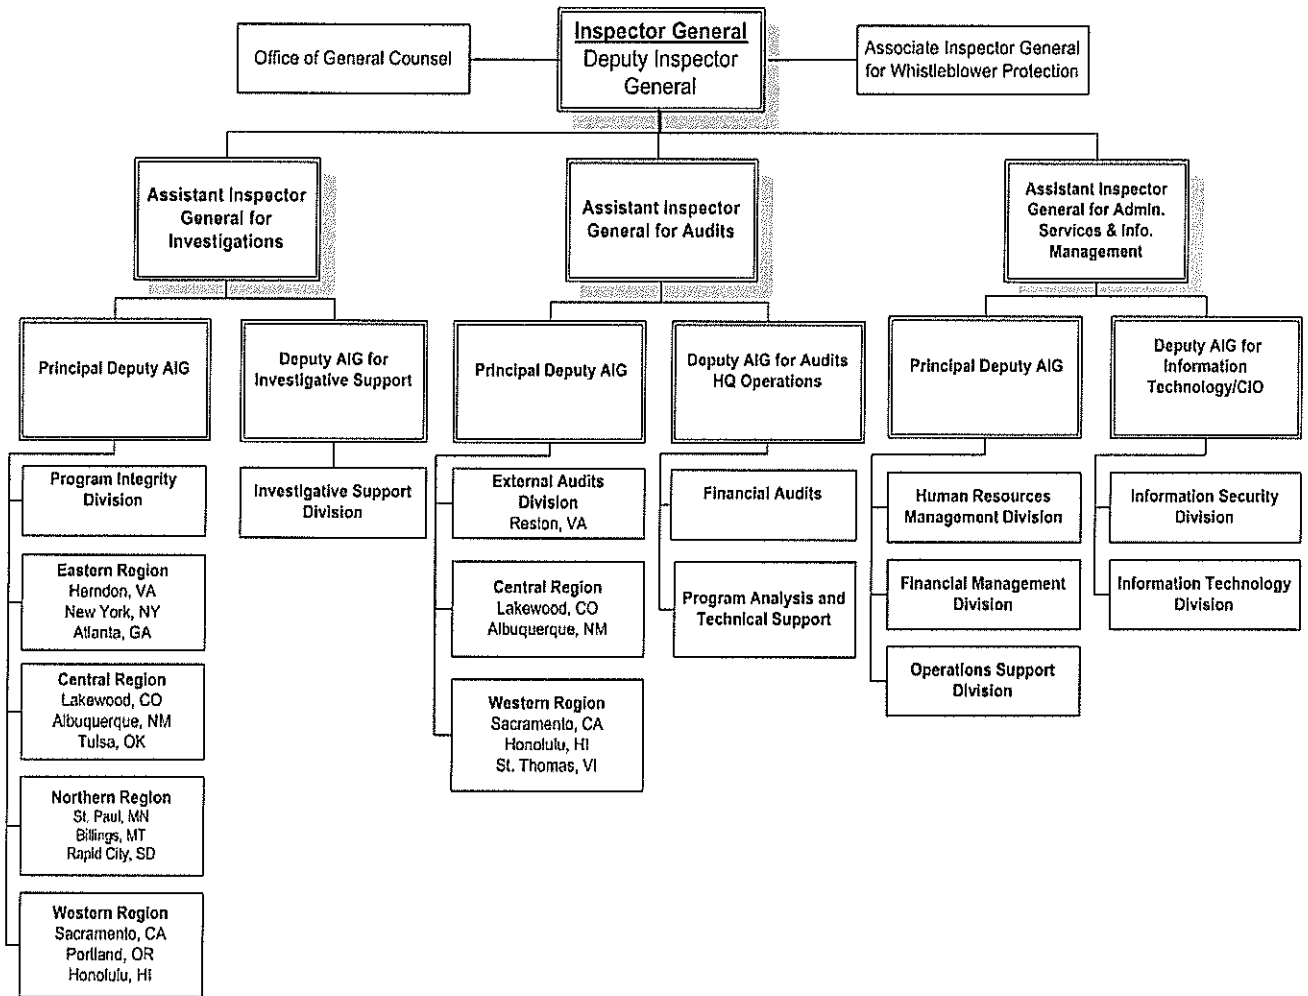 Office of General Counsel
Inspector General
Deputy Inspector
General
Associate Inspector General
for Whistleblower Protection
Assistant Inspector
General for
Investigations
Assistant Inspector
General for Audits
Assistant Inspector
General for Admin.
Services & Info.
Management
Principal Deputy AIG
Deputy AIG for
Investigative Support
Principal Deputy AIG
Deputy AIG for Audits
HQ Operations
Principal Deputy AIG
Deputy AIG for
Information
Technology/CIO
Program Integrity
Division
Eastern Region
Herndon, VA
New York, NY
Atlanta, GA
Central Region
Lakewood, CO
Albuquerque, NM
Tulsa, OK
Northern Region
St. Paul, MN
Billings, MT
Rapid City, SD
Western Region
Sacramento, CA
Portland, OR
Honolulu, HI
Investigative Support
Division
External Audits
Division
Reston, VA
Central Region
Lakewood, CO
Albuquerque, NM
Western Region
Sacramento, CA
Honolulu, HI
St. Thomas, VI
Financial Audits
Program Analysis and
Technical Support
Human Resources
Management Division
Financial Management
Division
Operations Support
Division
Information Security
Division
Information Technology
Division